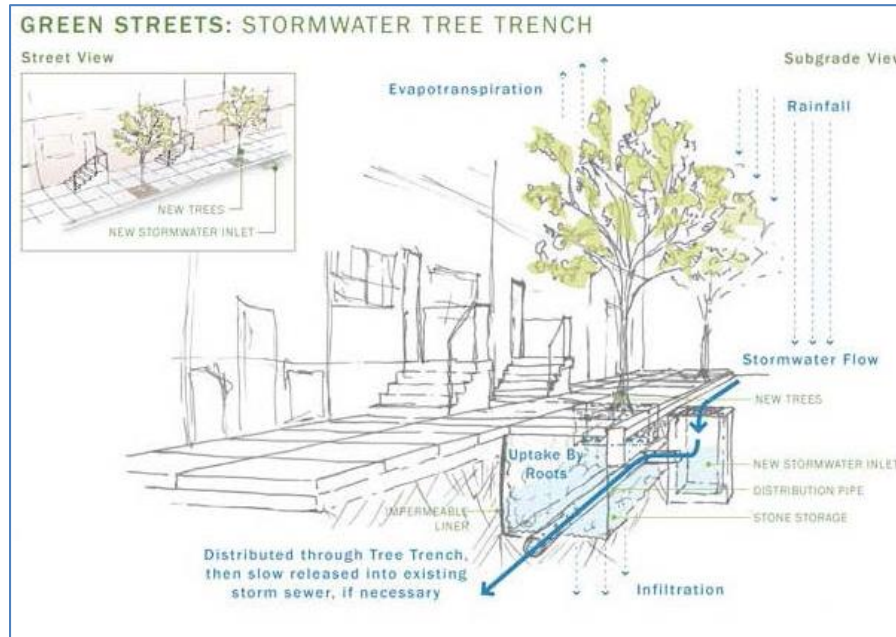 GREEN STREETS: STORMWATER TREE TRENCH
Street View
Subgrade View
NEW TREES
NEW STORMWATER INLET
Evapotranspiration
Rainfall
Stormwater Flow
NEW TREES
Uptake By
Roots
NEW STORMWATER INLET
DISTRIBUTION PIPE
IMPERMEABLE
LINER
STONE STORAGE
Distributed through Tree Trench,
then slow released into existing
storm sewer, if necessary
Infiltration